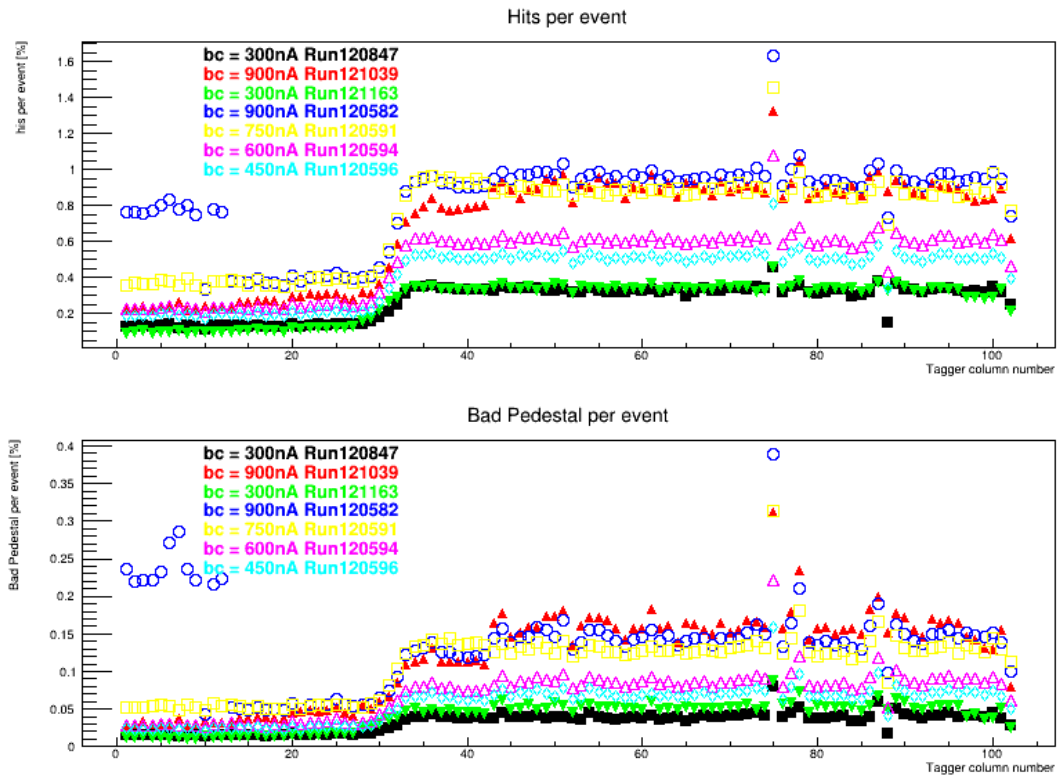 Hits per event
his per event [%]
1.6
1.4
1.2
1
0.8
0.6
0.4
0.2
bc = 300nA Run120847
bc = 900nA Run121039
bc = 300nA Run121163
bc = 900nA Run120582
bc = 750nA Run120591
bc = 600nA Run120594
bc = 450nA Run120596
0 20 40 60 80 100
Tagger column number
Bad Pedestal per event
Bad Pedestal per event [%]
0.4
0.35
0.3
0.25
0.2
0.15
0.1
0.05
0
bc = 300nA Run120847
bc = 900nA Run121039
bc = 300nA Run121163
bc = 900nA Run120582
bc = 750nA Run120591
bc = 600nA Run120594
bc = 450nA Run120596
0 20 40 60 80 100
Tagger column number